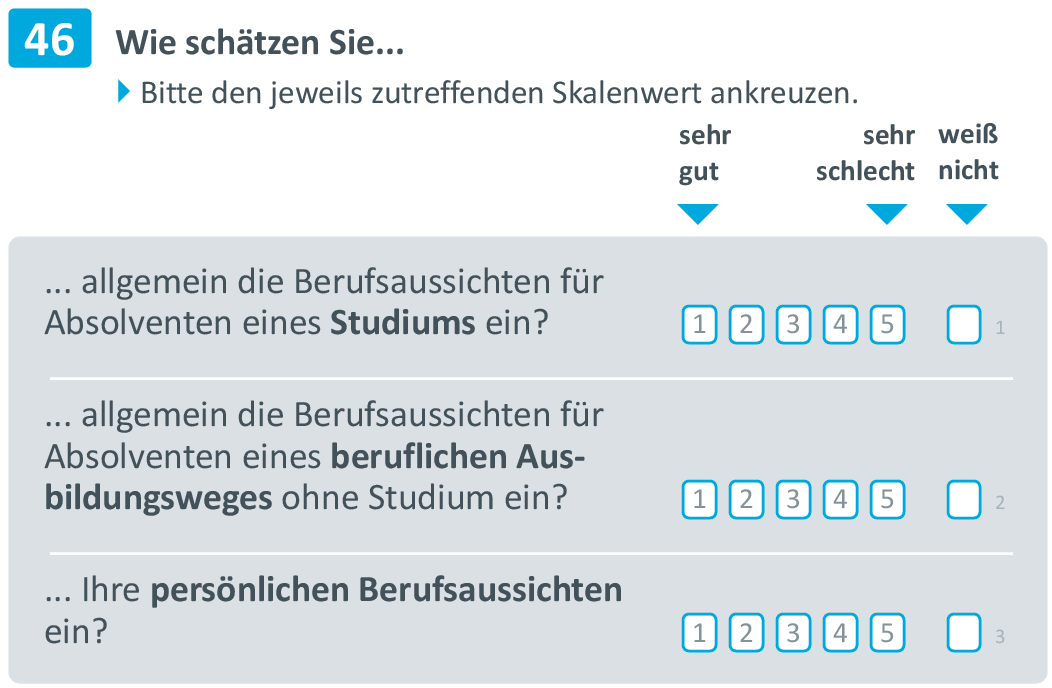 46 Wie schätzen Sie...
Bitte den jeweils zutreffenden Skalenwert ankreuzen.
sehr sehr weiß
gut schlecht nicht
... allgemein die Berufsaussichten für
Absolventen eines Studiums ein? 1 2 3 4 5 1
... allgemein die Berufsaussichten für
Absolventen eines beruflichen Aus-
bildungsweges ohne Studium ein? 1 2 3 4 5 2
... Ihre persönlichen Berufsaussichten
ein? 1 2 3 4 5 3